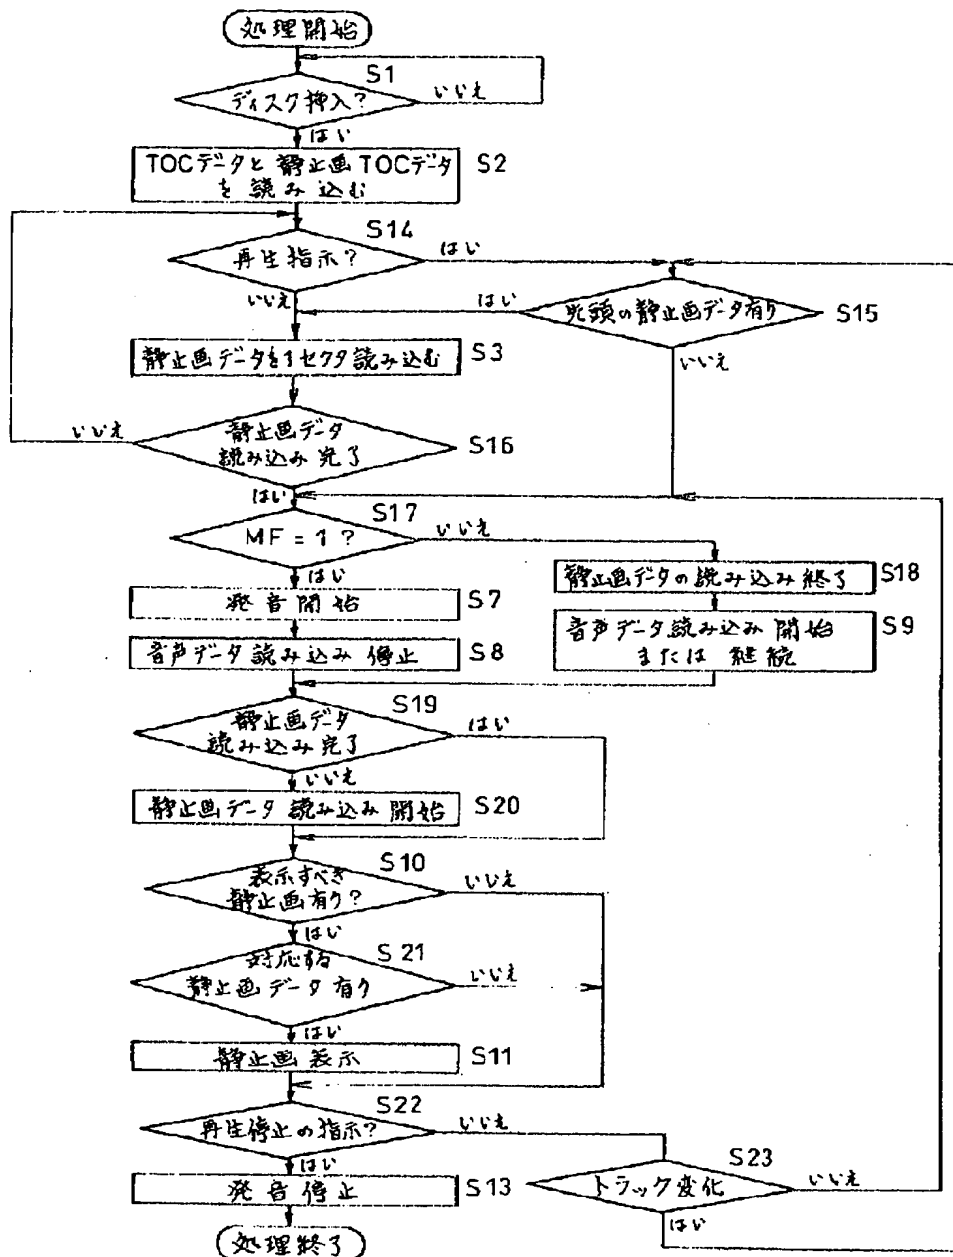 処理開始
S1
ディスク挿入?
いいえ
はい
TOCデータと静止画TOCデータ
を読み込む
S2
S14
再生指示?
はい
いいえ
はい
先頭の静止画データ有り
S15
いいえ
静止画データを1セクタ読み込む
S3
いいえ
静止画データ
読み込み完了
S16
はい
S17
MF=1?
いいえ
はい
静止画データの読み込み終了
S18
発音開始
S7
音声データ読み込み開始
または継続
S9
音声データ読み込み停止
S8
S19
静止画データ
読み込み完了
はい
いいえ
静止画データ読み込み開始
S20
S10
表示すべき
静止画有り?
いいえ
はい
S21
対応する
静止画データ有り
いいえ
はい
静止画表示
S11
S22
再生停止の指示?
いいえ
はい
S23
トラック変化
いいえ
はい
発音停止
S13
処理終了